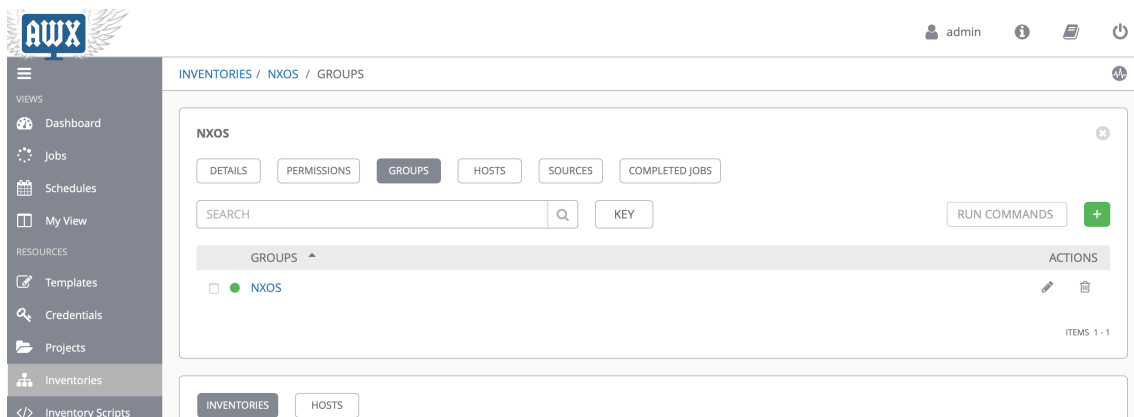 AWX
admin
INVENTORIES / NXOS / GROUPS
VIEWS
Dashboard
Jobs
Schedules
My View
RESOURCES
Templates
Credentials
Projects
Inventories
Inventory Scripts
NXOS
DETAILS PERMISSIONS GROUPS HOSTS SOURCES COMPLETED JOBS
SEARCH KEY RUN COMMANDS +
GROUPS ACTIONS
NXOS
ITEMS 1 - 1
INVENTORIES HOSTS